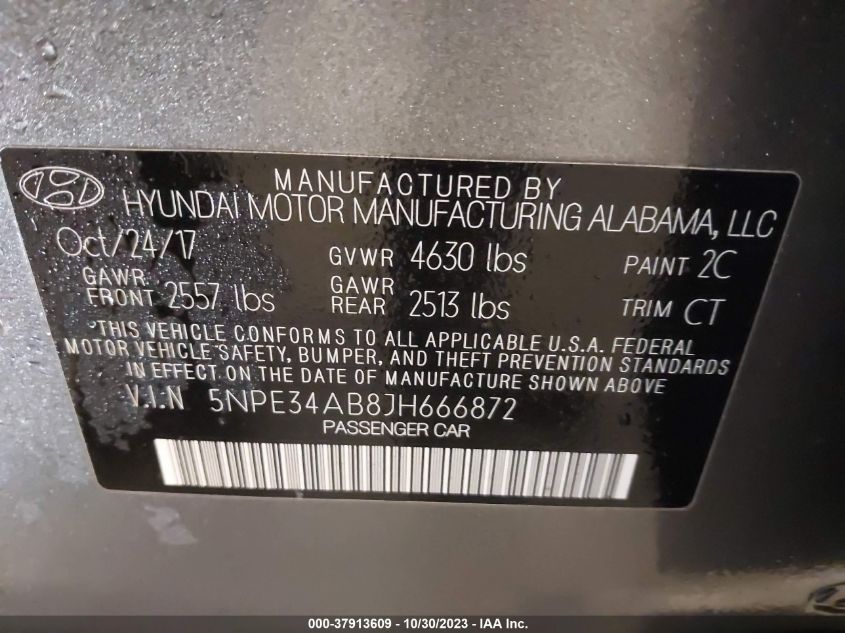 MANUFACTURED BY
HYUNDAI MOTOR MANUFACTURING ALABAMA, LLC
Oct/24/17 GVWR 4630 lbs PAINT 2C
GAWR FRONT 2557 lbs GAWR REAR 2513 lbs TRIM CT
THIS VEHICLE CONFORMS TO ALL APPLICABLE U.S.A. FEDERAL
MOTOR VEHICLE SAFETY, BUMPER, AND THEFT PREVENTION STANDARDS
IN EFFECT ON THE DATE OF MANUFACTURE SHOWN ABOVE
V.I.N 5NPE34AB8JH666872
PASSENGER CAR
000-37913609 - 10/30/2023 - IAA Inc.